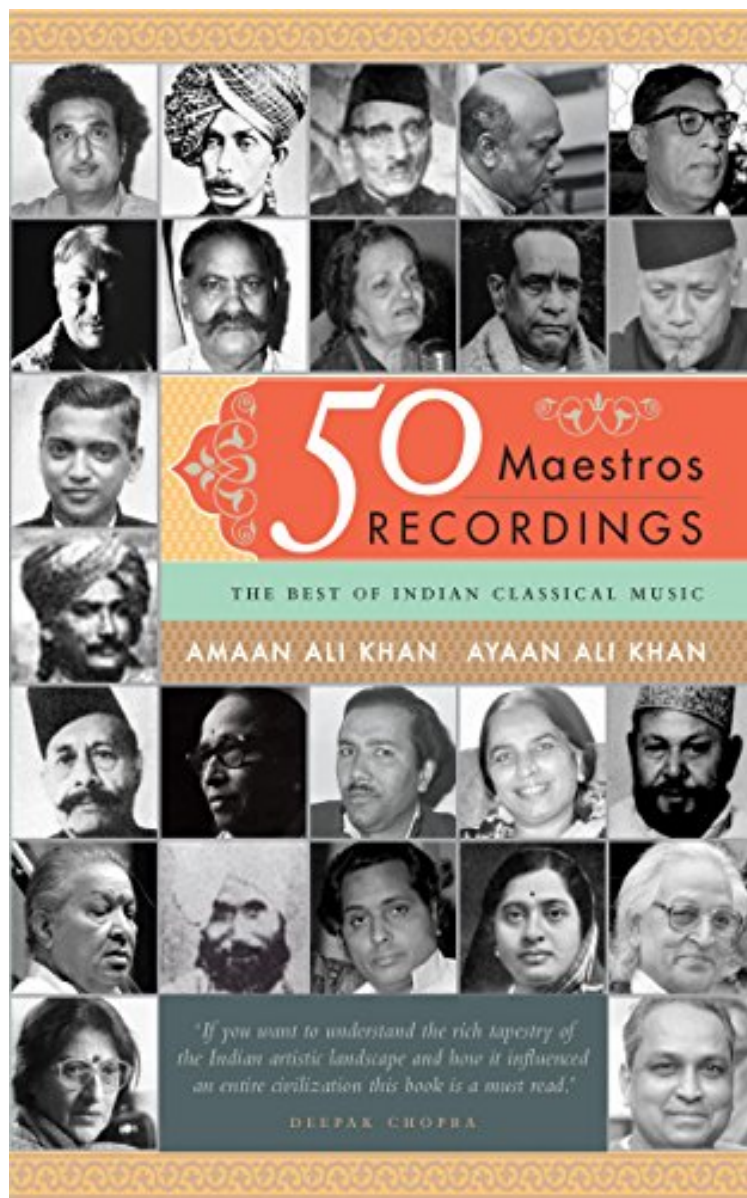 50 Maestros
RECORDINGS
THE BEST OF INDIAN CLASSICAL MUSIC
AMAAN ALI KHAN AYAAN ALI KHAN
"If you want to understand the rich tapestry of
the Indian artistic landscape and how it influenced
an entire civilization this book is a must read."
DEEPAK CHOPRA